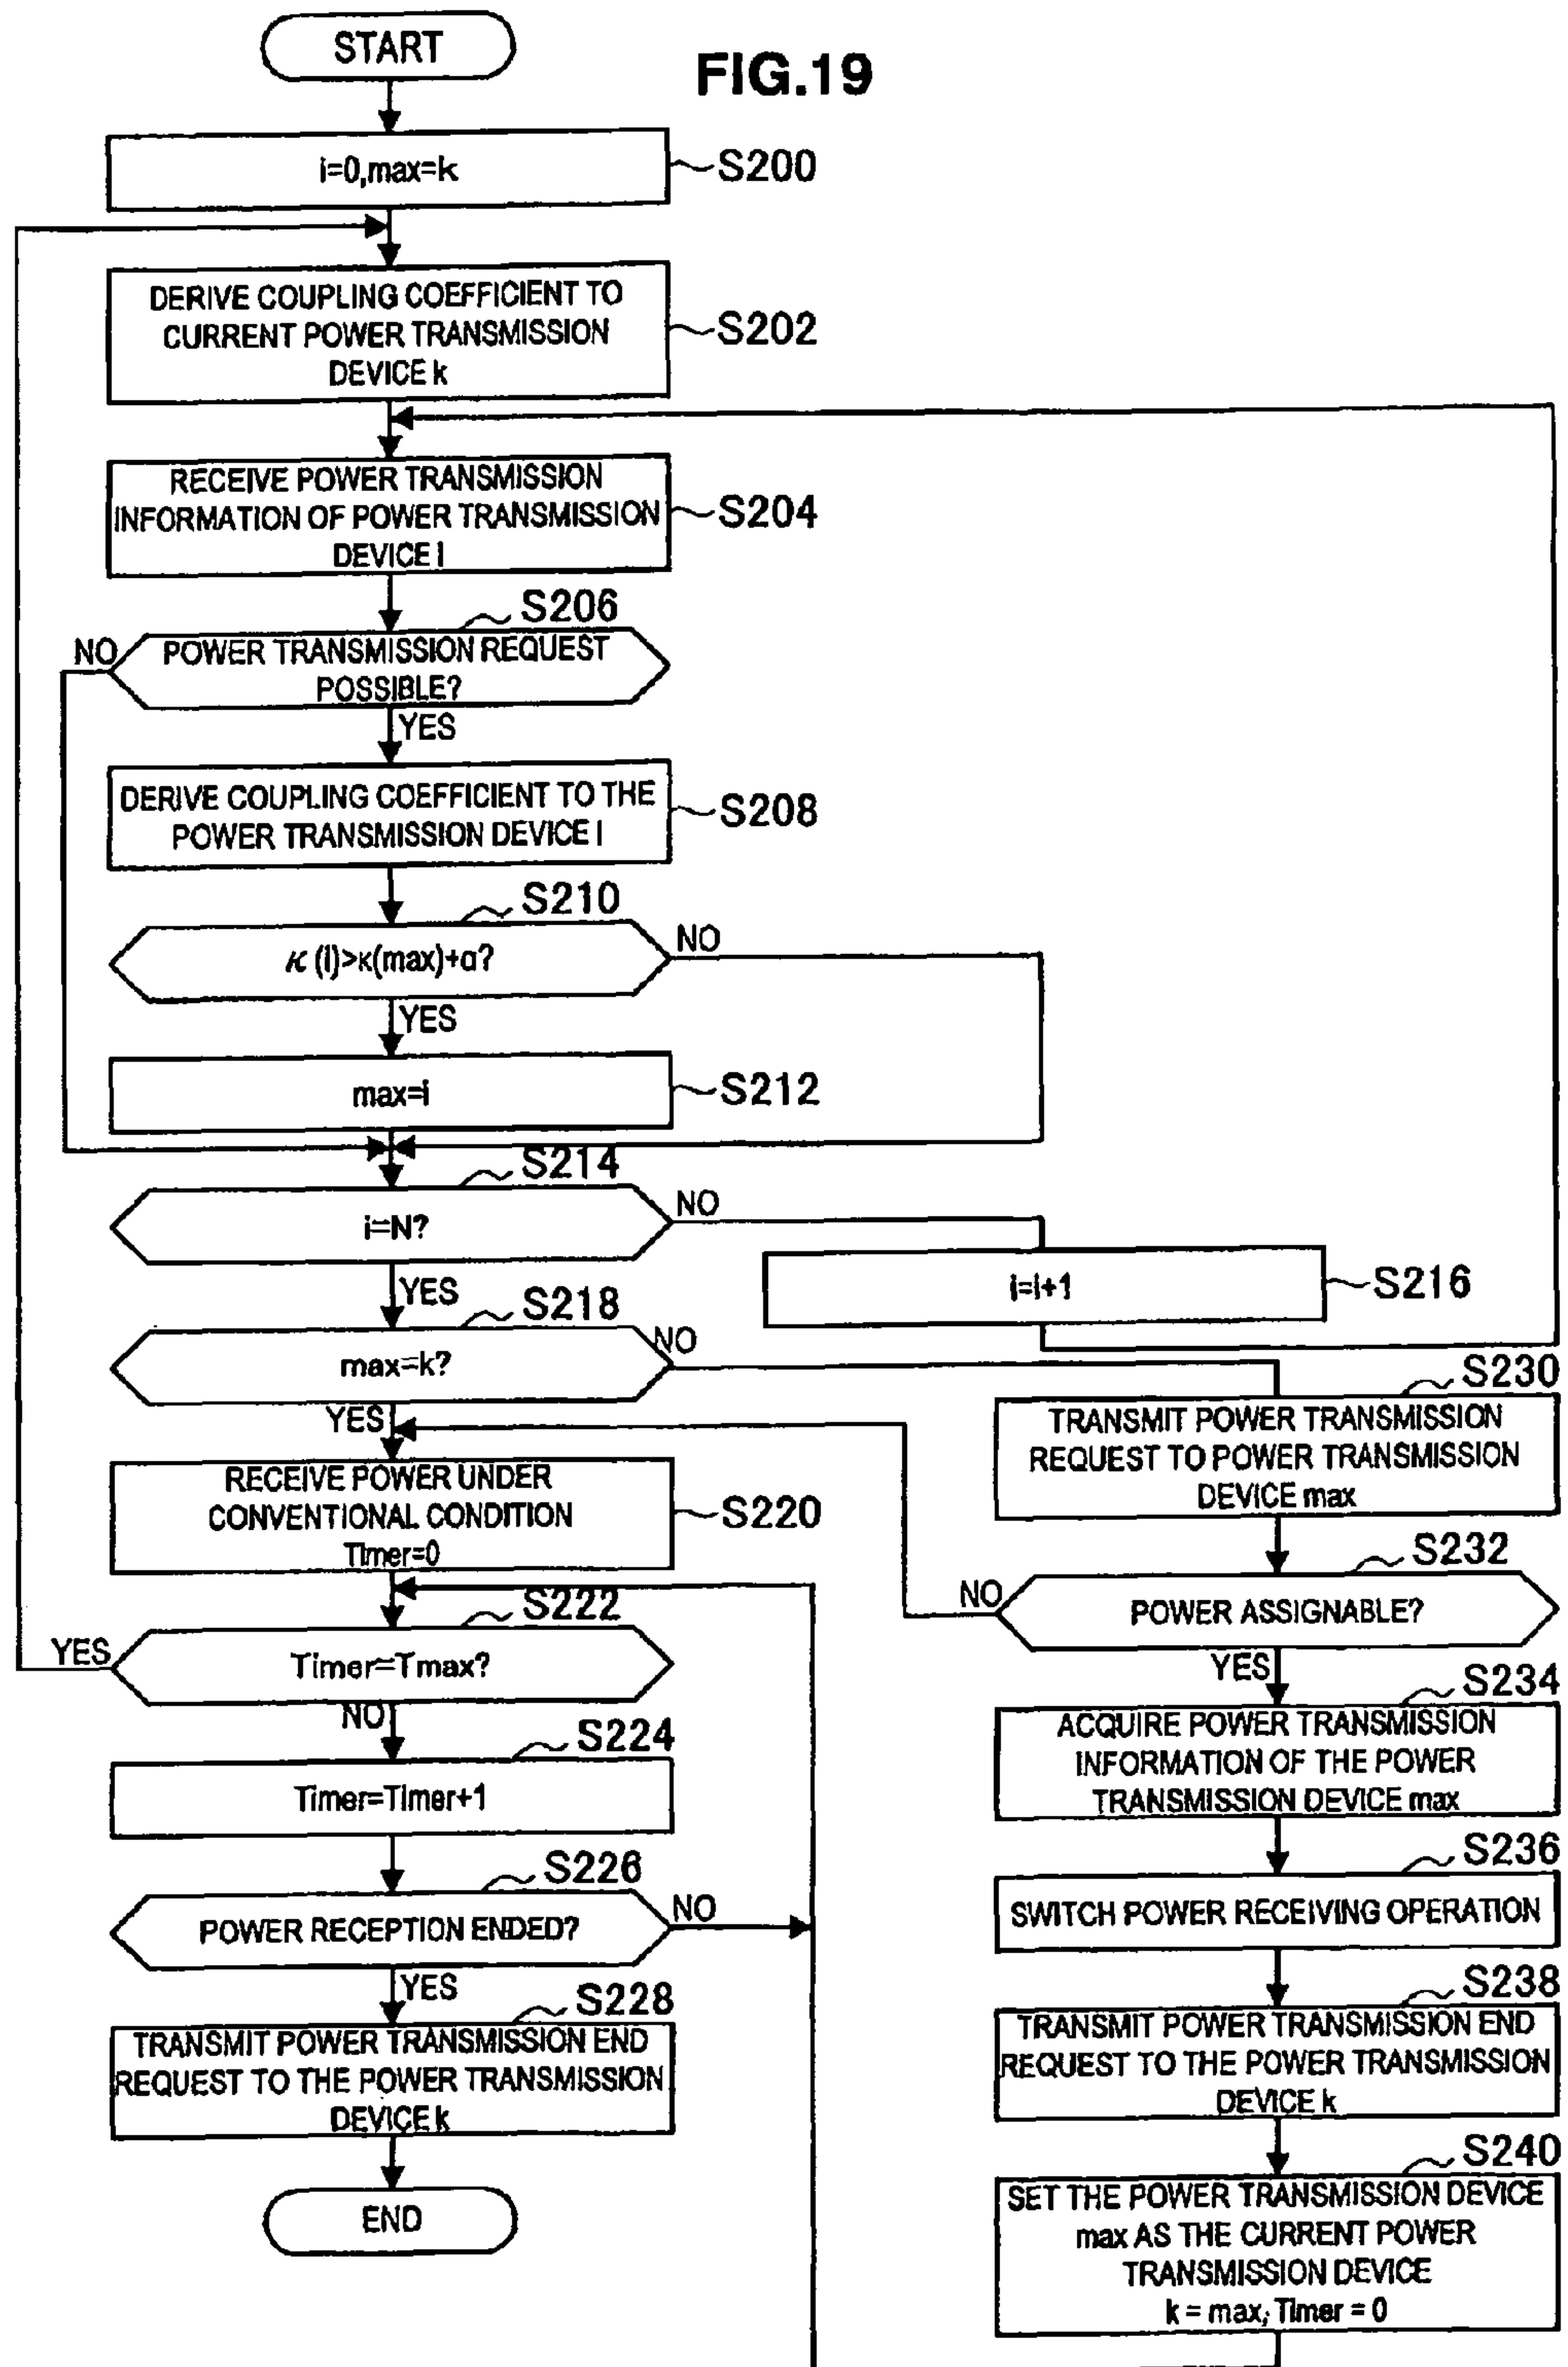 START
FIG.19
i=0,max=k
S200
DERIVE COUPLING COEFFICIENT TO
CURRENT POWER TRANSMISSION
DEVICE k
S202
RECEIVE POWER TRANSMISSION
INFORMATION OF POWER TRANSMISSION
DEVICE i
S204
S206
NO
POWER TRANSMISSION REQUEST
POSSIBLE?
YES
DERIVE COUPLING COEFFICIENT TO THE
POWER TRANSMISSION DEVICE i
S208
S210
κ (i)>κ(max)+α?
NO
YES
max=i
S212
S214
i=N?
NO
YES
i=i+1
S216
S218
max=k?
NO
YES
RECEIVE POWER UNDER
CONVENTIONAL CONDITION
Timer=0
S220
S222
YES
Timer=Tmax?
NO
S224
Timer=Timer+1
S226
POWER RECEPTION ENDED?
NO
YES
S228
TRANSMIT POWER TRANSMISSION END
REQUEST TO THE POWER TRANSMISSION
DEVICE k
END
S230
TRANSMIT POWER TRANSMISSION
REQUEST TO POWER TRANSMISSION
DEVICE max
S232
NO
POWER ASSIGNABLE?
YES
S234
ACQUIRE POWER TRANSMISSION
INFORMATION OF THE POWER
TRANSMISSION DEVICE max
S236
SWITCH POWER RECEIVING OPERATION
S238
TRANSMIT POWER TRANSMISSION END
REQUEST TO THE POWER TRANSMISSION
DEVICE k
S240
SET THE POWER TRANSMISSION DEVICE
max AS THE CURRENT POWER
TRANSMISSION DEVICE
k = max, Timer = 0